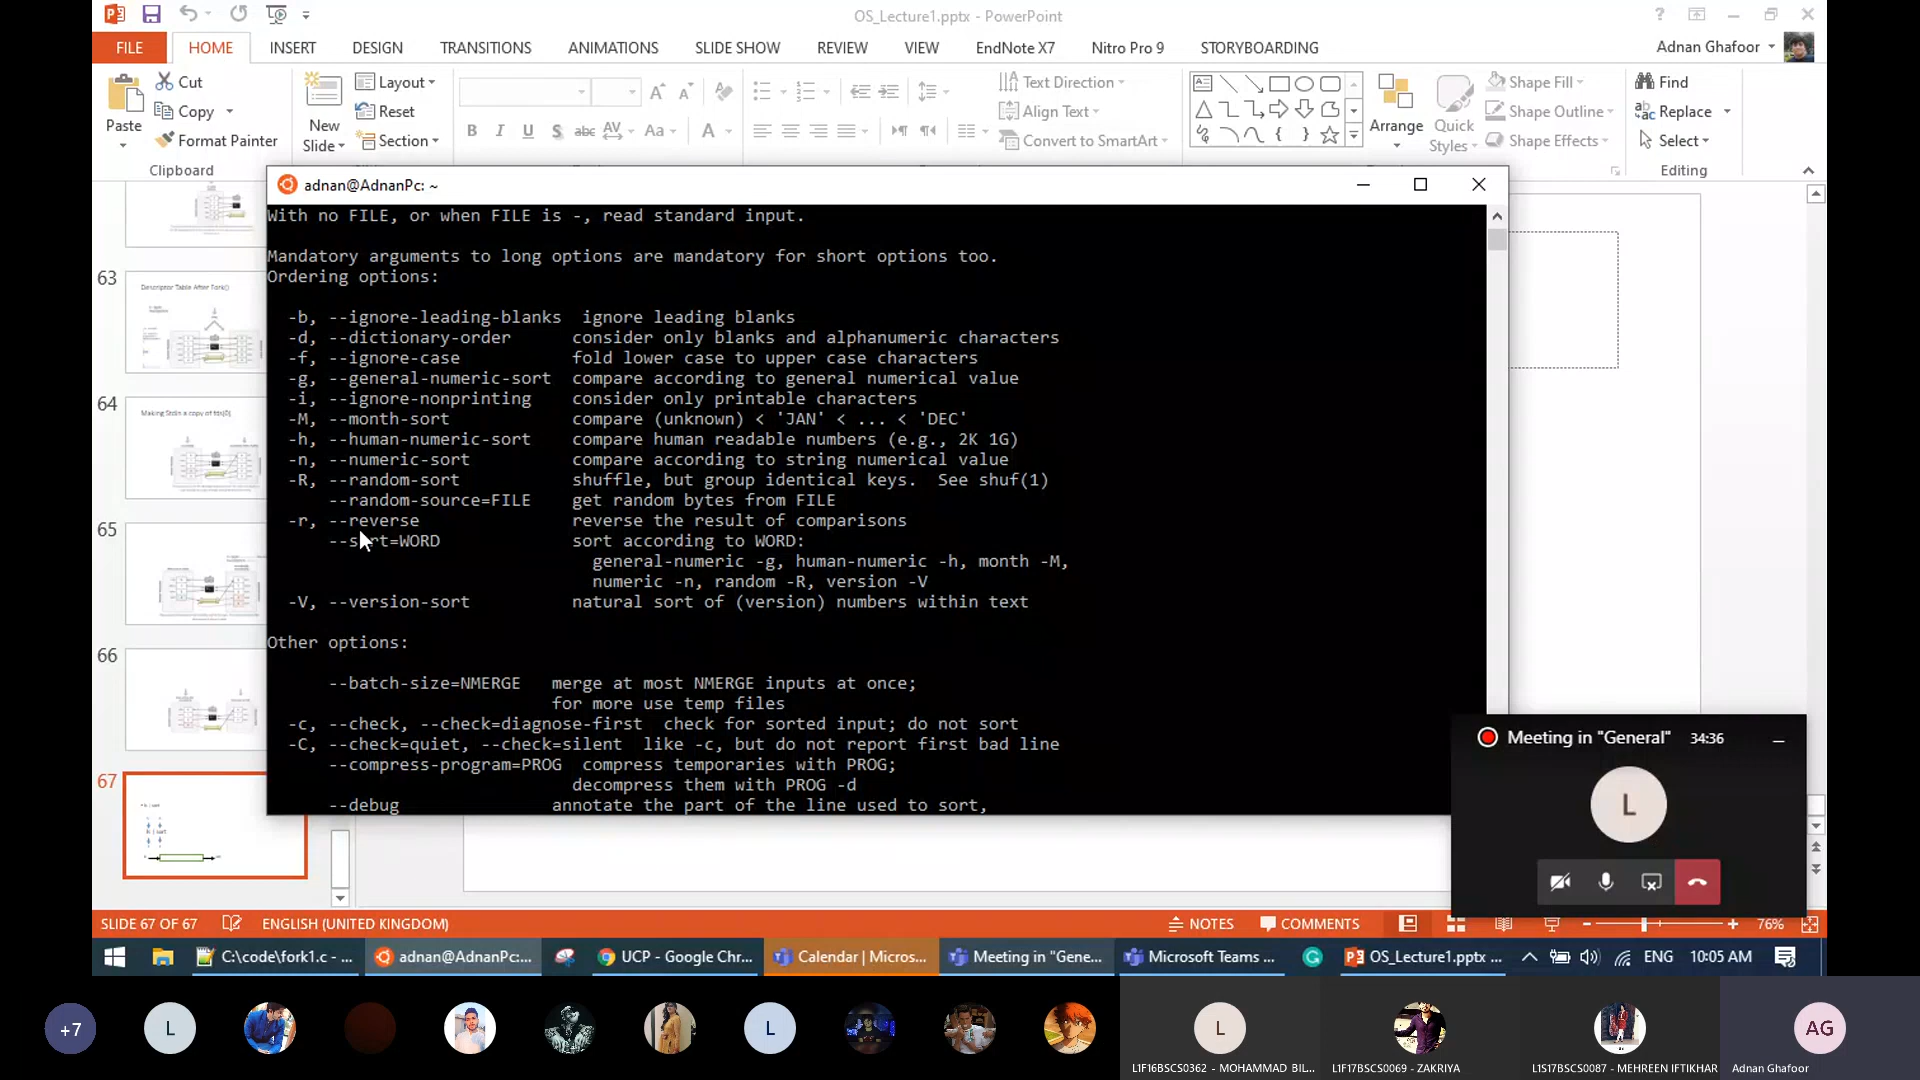 OS_Lecture1.pptx - PowerPoint
FILE HOME INSERT DESIGN TRANSITIONS ANIMATIONS SLIDE SHOW REVIEW VIEW EndNote X7 Nitro Pro 9 STORYBOARDING Adnan Ghafoor
Paste
Cut
Copy
Format Painter
Clipboard
New
Slide
Layout
Reset
Section
Text Direction
Align Text
Convert to SmartArt
Arrange
Quick
Styles
Shape Fill
Shape Outline
Shape Effects
Find
Replace
Select
Editing
adnan@AdnanPc: ~
With no FILE, or when FILE is -, read standard input.
Mandatory arguments to long options are mandatory for short options too.
Ordering options:
-b, --ignore-leading-blanks  ignore leading blanks
-d, --dictionary-order      consider only blanks and alphanumeric characters
-f, --ignore-case           fold lower case to upper case characters
-g, --general-numeric-sort  compare according to general numerical value
-i, --ignore-nonprinting    consider only printable characters
-M, --month-sort            compare (unknown) < 'JAN' < ... < 'DEC'
-h, --human-numeric-sort    compare human readable numbers (e.g., 2K 1G)
-n, --numeric-sort          compare according to string numerical value
-R, --random-sort           shuffle, but group identical keys.  See shuf(1)
--random-source=FILE    get random bytes from FILE
-r, --reverse               reverse the result of comparisons
--sort=WORD             sort according to WORD:
general-numeric -g, human-numeric -h, month -M,
numeric -n, random -R, version -V
-V, --version-sort          natural sort of (version) numbers within text
Other options:
--batch-size=NMERGE   merge at most NMERGE inputs at once;
for more use temp files
-c, --check, --check=diagnose-first  check for sorted input; do not sort
-C, --check=quiet, --check=silent  like -c, but do not report first bad line
--compress-program=PROG  compress temporaries with PROG;
decompress them with PROG -d
--debug               annotate the part of the line used to sort,
63
Descriptor Table After Fork()
64
65
66
67
ls | sort
Meeting in "General" 34:36
L
SLIDE 67 OF 67 ENGLISH (UNITED KINGDOM) NOTES COMMENTS 76%
C:\code\fork1.c - ... adnan@AdnanPc:... UCP - Google Chr... Calendar | Micros... Meeting in "Gene... Microsoft Teams ... OS_Lecture1.pptx ... ENG 10:05 AM
+7 L L L AG
L1F16BSCS0362 - MOHAMMAD BIL... L1F17BSCS0069 - ZAKRIYA L1S17BSCS0087 - MEHREEN IFTIKHAR Adnan Ghafoor